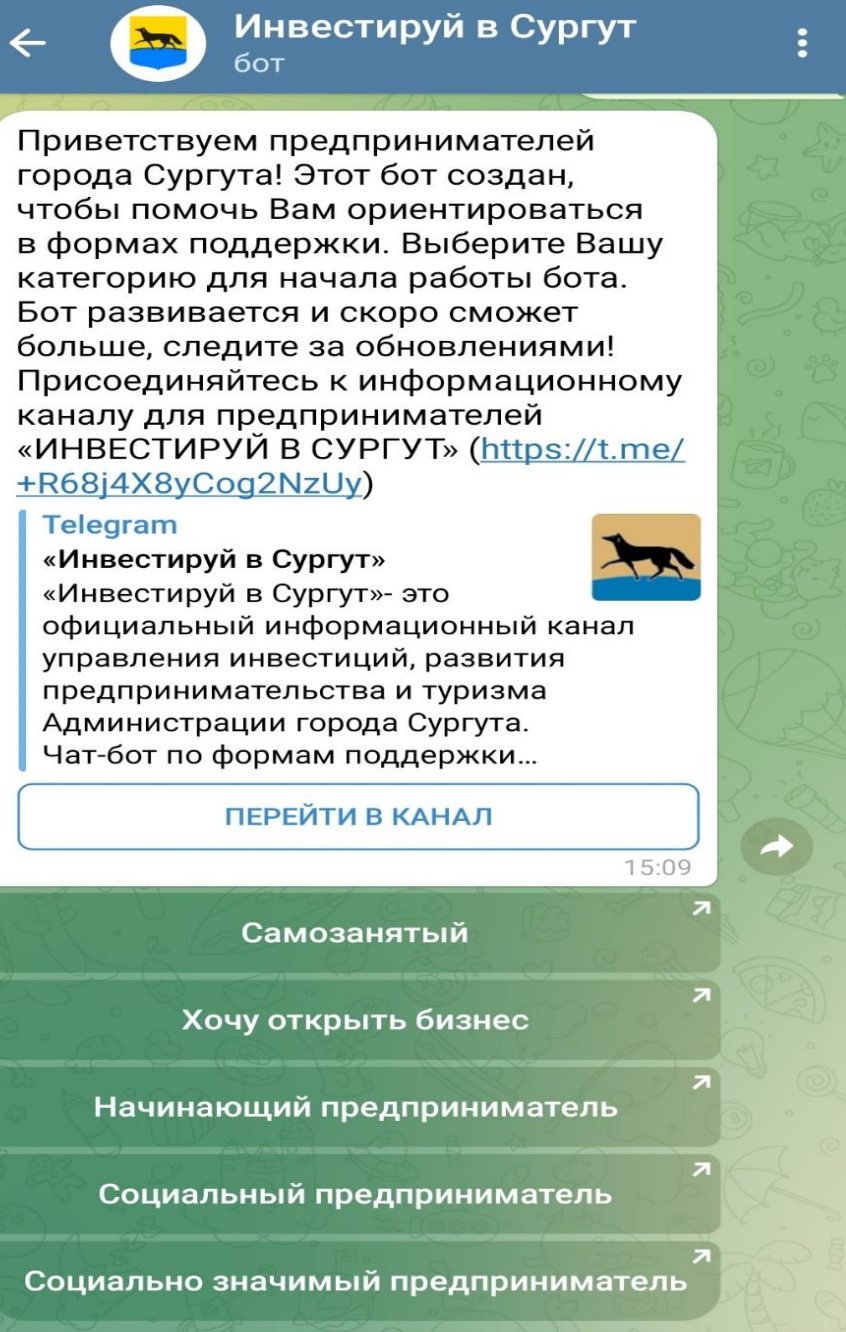 Инвестируй в Сургут
бот
Приветствуем предпринимателей
города Сургута! Этот бот создан,
чтобы помочь Вам ориентироваться
в формах поддержки. Выберите Вашу
категорию для начала работы бота.
Бот развивается и скоро сможет
больше, следите за обновлениями!
Присоединяйтесь к информационному
каналу для предпринимателей
«ИНВЕСТИРУЙ В СУРГУТ» (https://t.me/
+R68j4X8yCog2NzUy)
Telegram
«Инвестируй в Сургут»
«Инвестируй в Сургут»- это
официальный информационный канал
управления инвестиций, развития
предпринимательства и туризма
Администрации города Сургута.
Чат-бот по формам поддержки...
ПЕРЕЙТИ В КАНАЛ
15:09
Самозанятый
Хочу открыть бизнес
Начинающий предприниматель
Социальный предприниматель
Социально значимый предприниматель